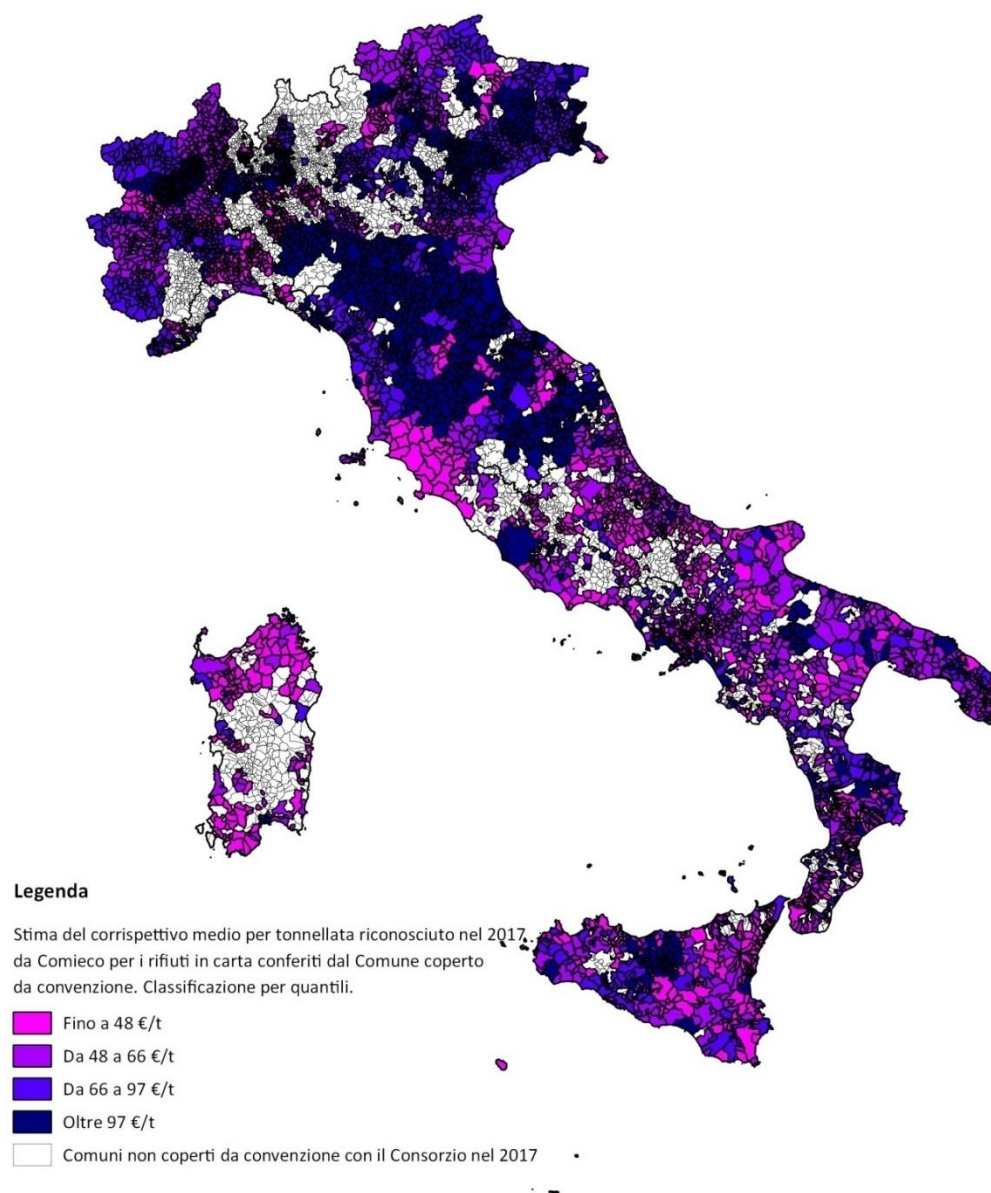 Legenda
Stima del corrispettivo medio per tonnellata riconosciuto nel 2017
da Comieco per i rifiuti in carta conferiti dal Comune coperto
da convenzione. Classificazione per quantili.
Fino a 48 €/t
Da 48 a 66 €/t
Da 66 a 97 €/t
Oltre 97 €/t
Comuni non coperti da convenzione con il Consorzio nel 2017